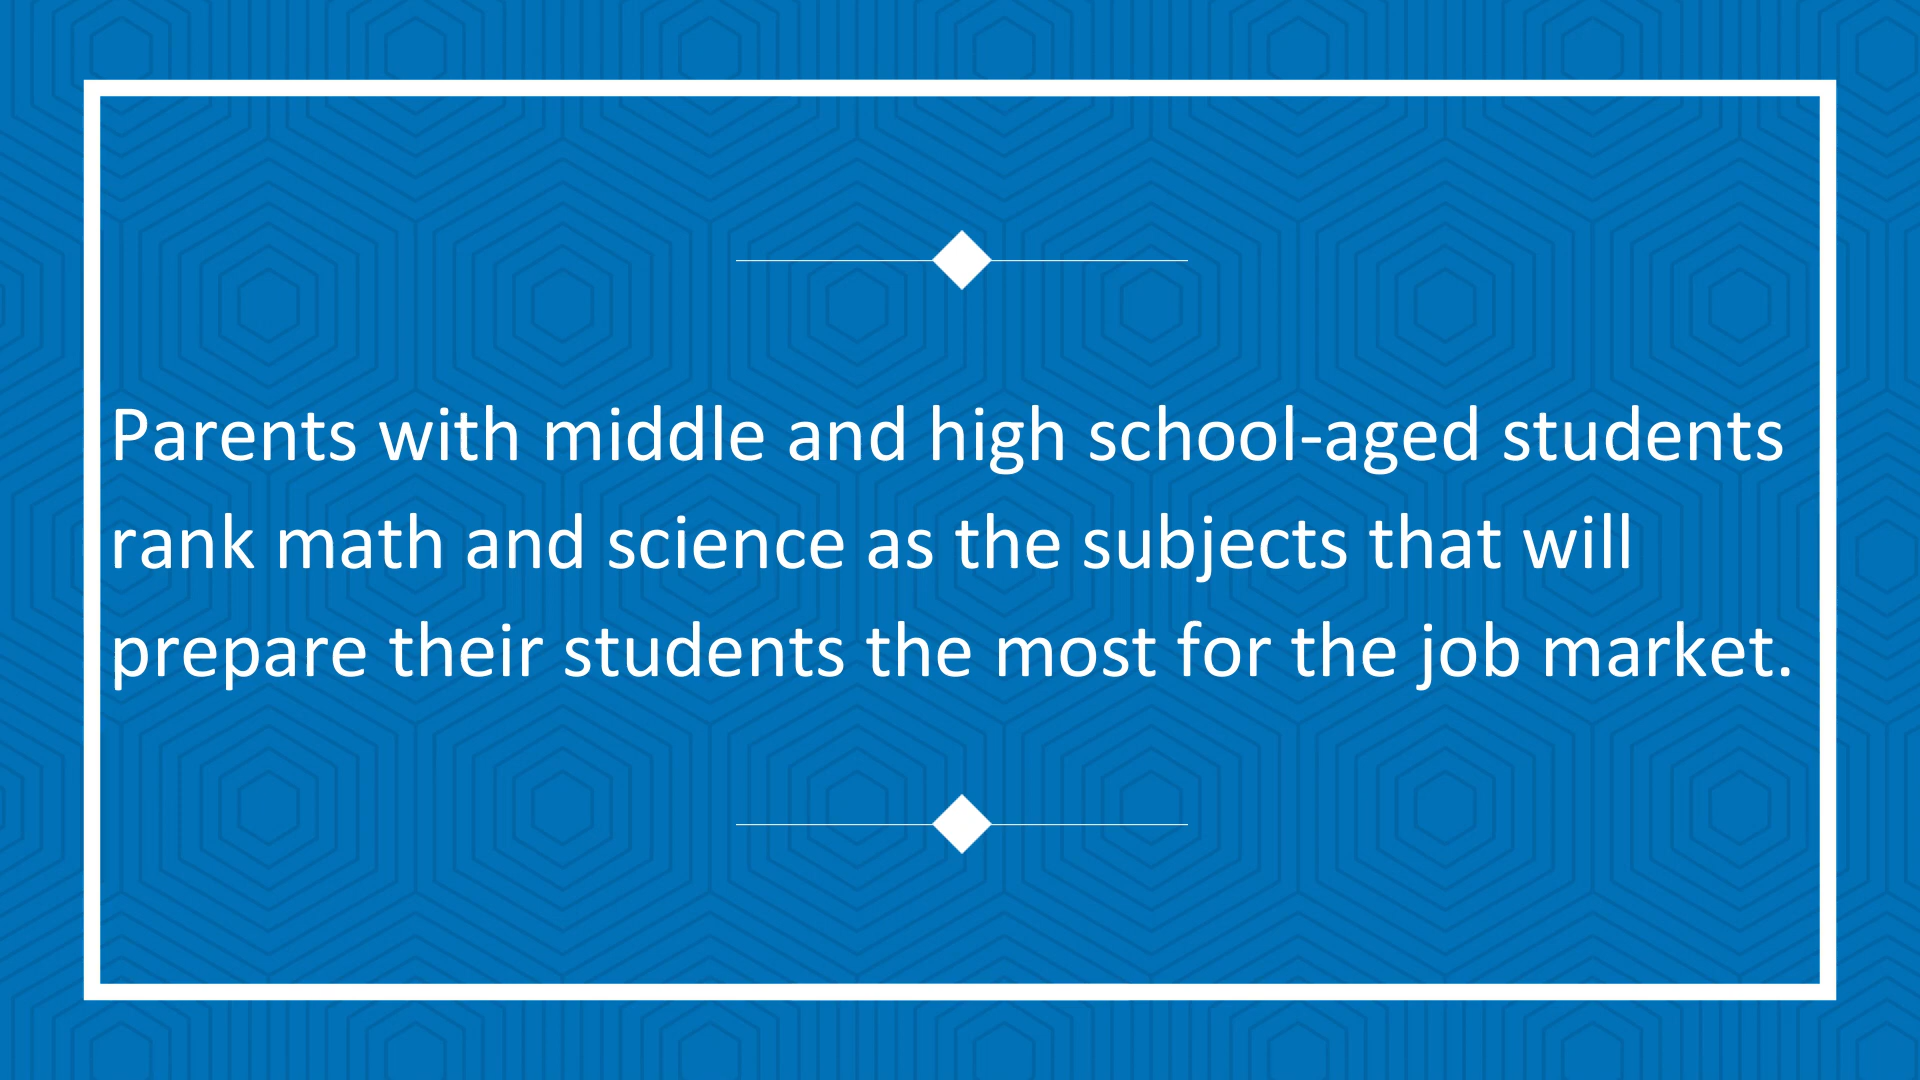 Parents with middle and high school-aged students
rank math and science as the subjects that will
prepare their students the most for the job market.